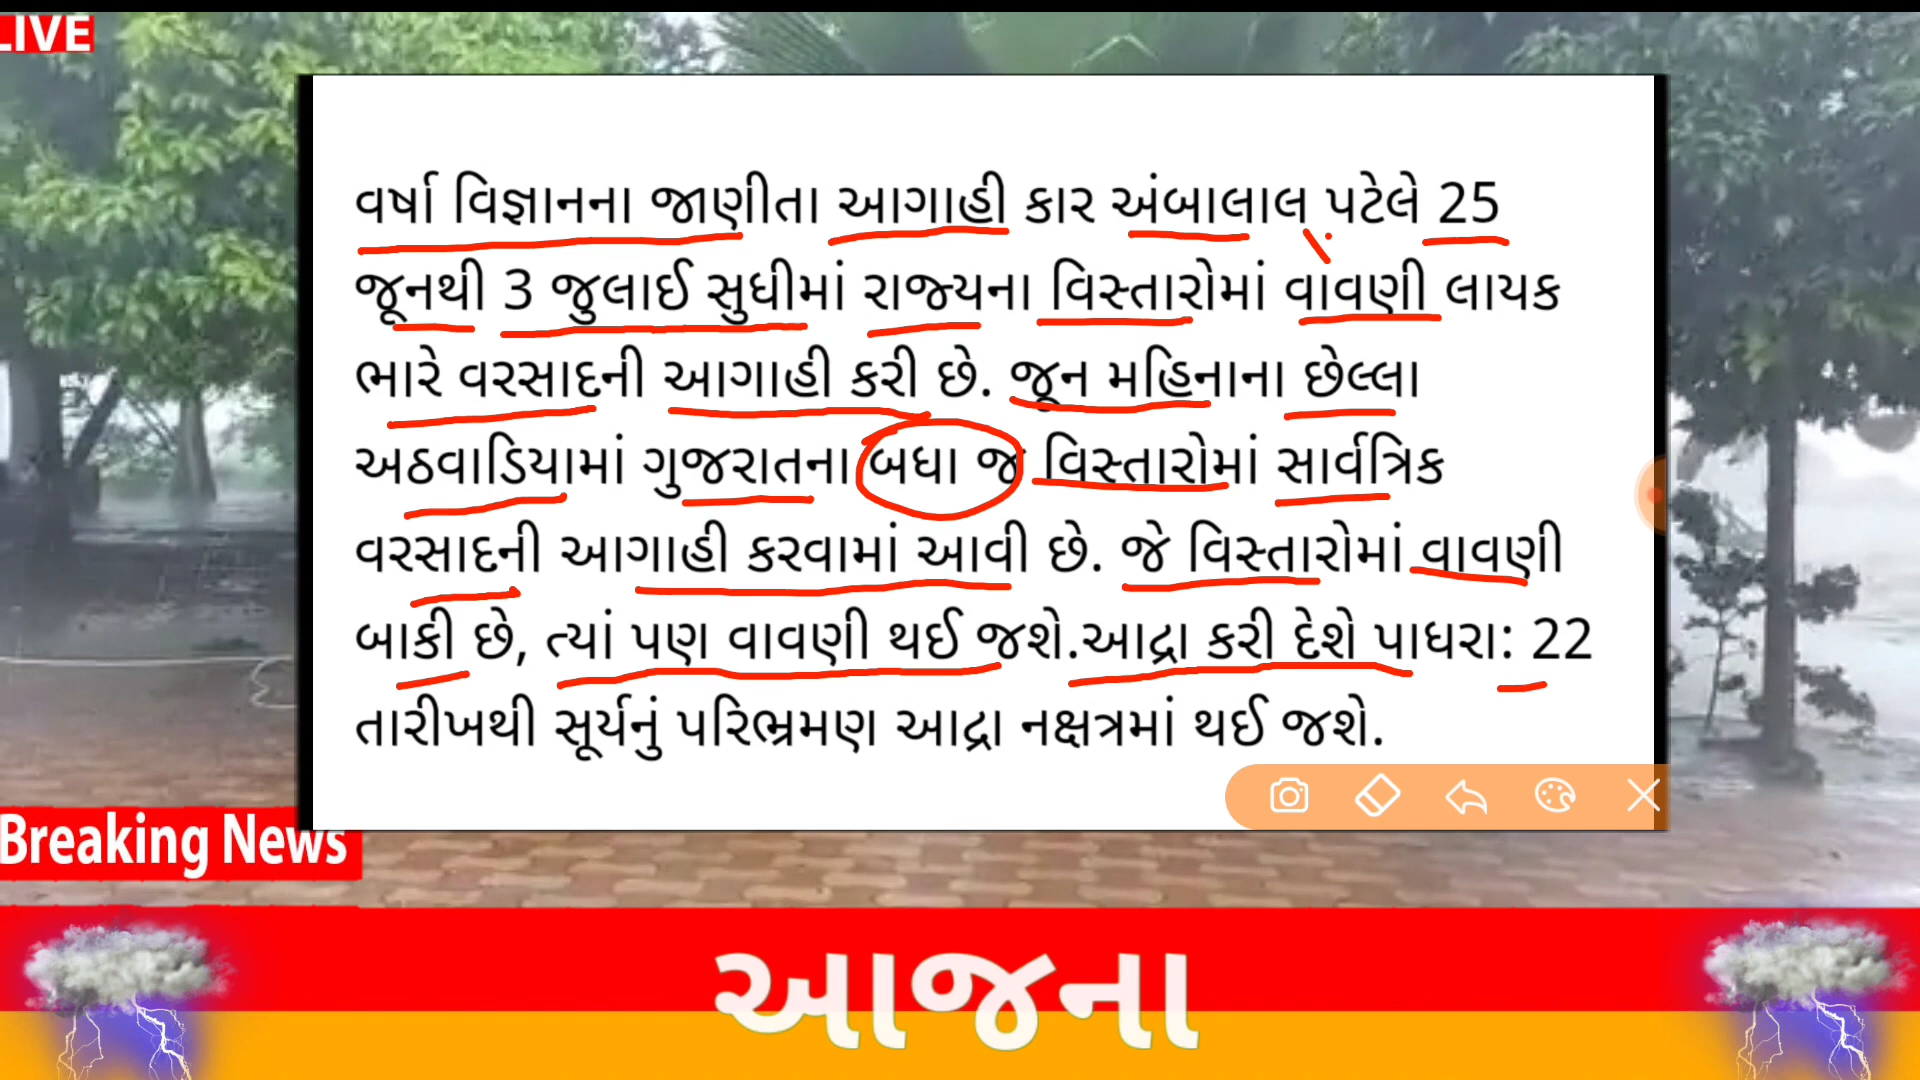 LIVE
વર્ષા વિજ્ઞાનના જાણીતા આગાહી કાર અંબાલાલ પટેલે 25
જૂનથી 3 જુલાઈ સુધીમાં રાજ્યના વિસ્તારોમાં વાવણી લાયક
ભારે વરસાદની આગાહી કરી છે. જૂન મહિનાના છેલ્લા
અઠવાડિયામાં ગુજરાતના બધા જ વિસ્તારોમાં સાર્વત્રિક
વરસાદની આગાહી કરવામાં આવી છે. જે વિસ્તારોમાં વાવણી
બાકી છે, ત્યાં પણ વાવણી થઈ જશે.આદ્રા કરી દેશે પાધરા: 22
તારીખથી સૂર્યનું પરિભ્રમણ આદ્રા નક્ષત્રમાં થઈ જશે.
Breaking News
આજના